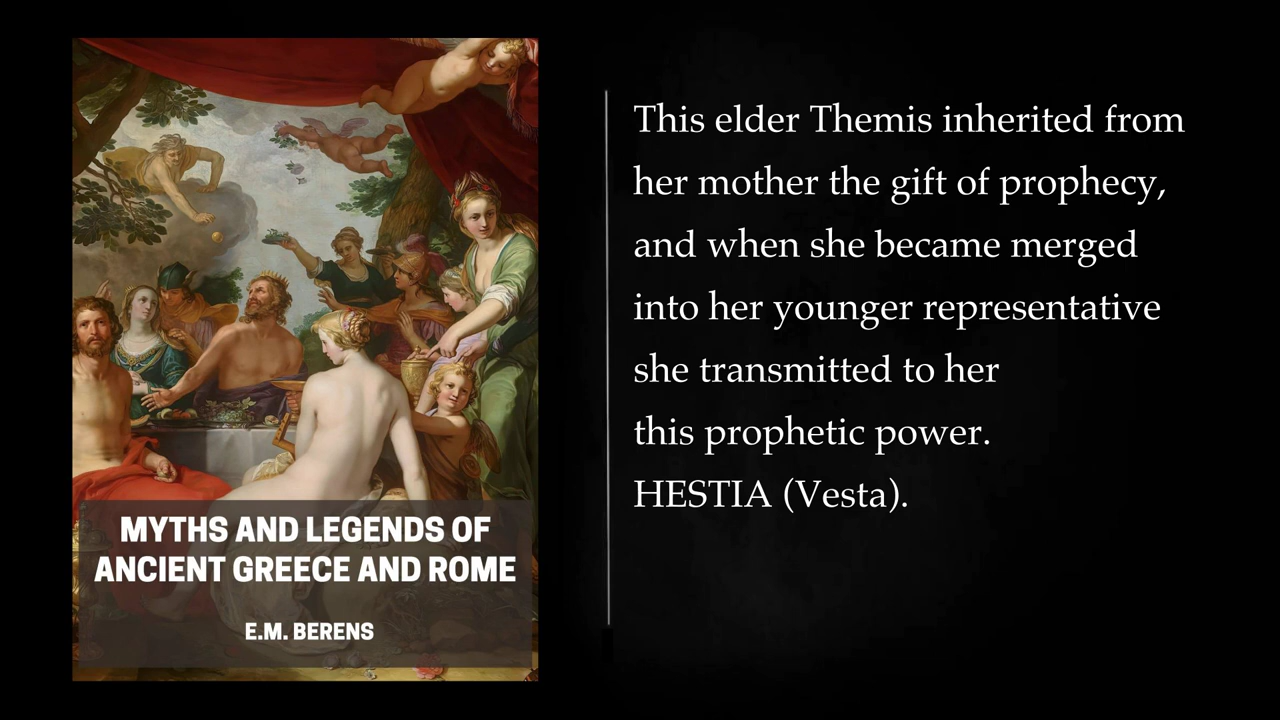 MYTHS AND LEGENDS OF
ANCIENT GREECE AND ROME
E.M. BERENS
This elder Themis inherited from
her mother the gift of prophecy,
and when she became merged
into her younger representative
she transmitted to her
this prophetic power.
HESTIA (Vesta).